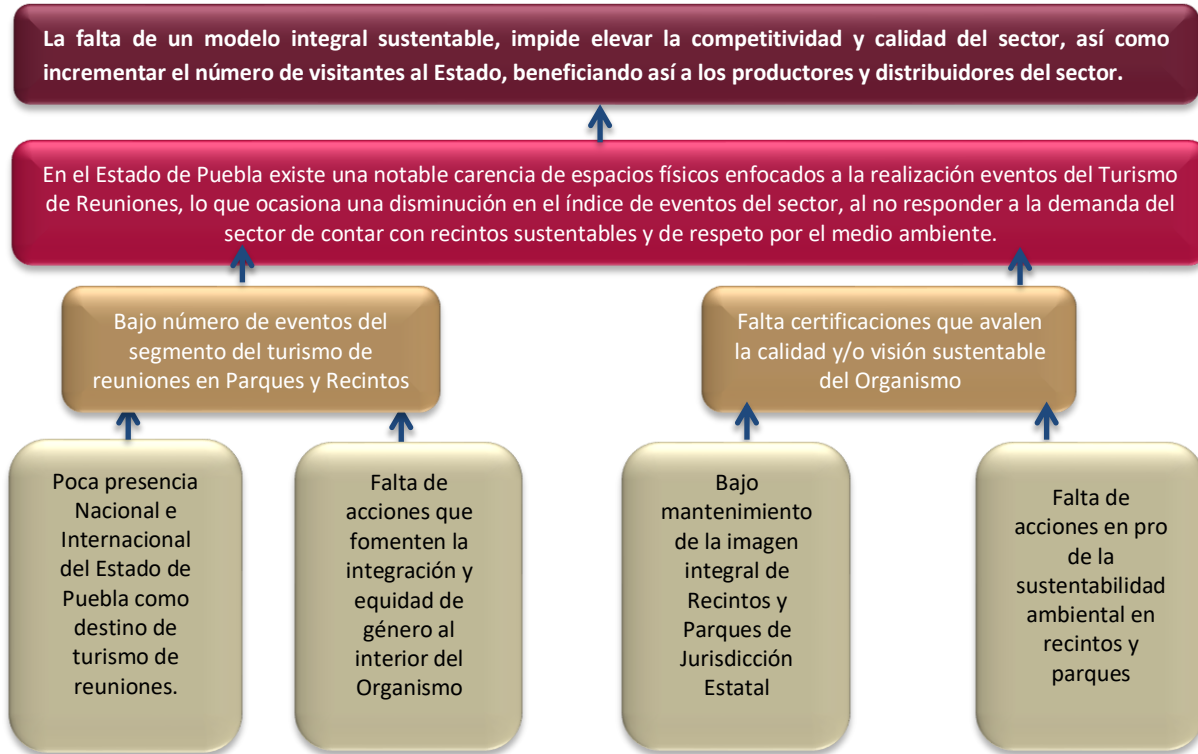 La falta de un modelo integral sustentable, impide elevar la competitividad y calidad del sector, así como
incrementar el número de visitantes al Estado, beneficiando así a los productores y distribuidores del sector.
En el Estado de Puebla existe una notable carencia de espacios físicos enfocados a la realización eventos del Turismo
de Reuniones, lo que ocasiona una disminución en el índice de eventos del sector, al no responder a la demanda del
sector de contar con recintos sustentables y de respeto por el medio ambiente.
Bajo número de eventos del
segmento del turismo de
reuniones en Parques y Recintos
Falta certificaciones que avalen
la calidad y/o visión sustentable
del Organismo
Poca presencia
Nacional e
Internacional
del Estado de
Puebla como
destino de
turismo de
reuniones.
Falta de
acciones que
fomenten la
integración y
equidad de
género al
interior del
Organismo
Bajo
mantenimiento
de la imagen
integral de
Recintos y
Parques de
Jurisdicción
Estatal
Falta de
acciones en pro
de la
sustentabilidad
ambiental en
recintos y
parques